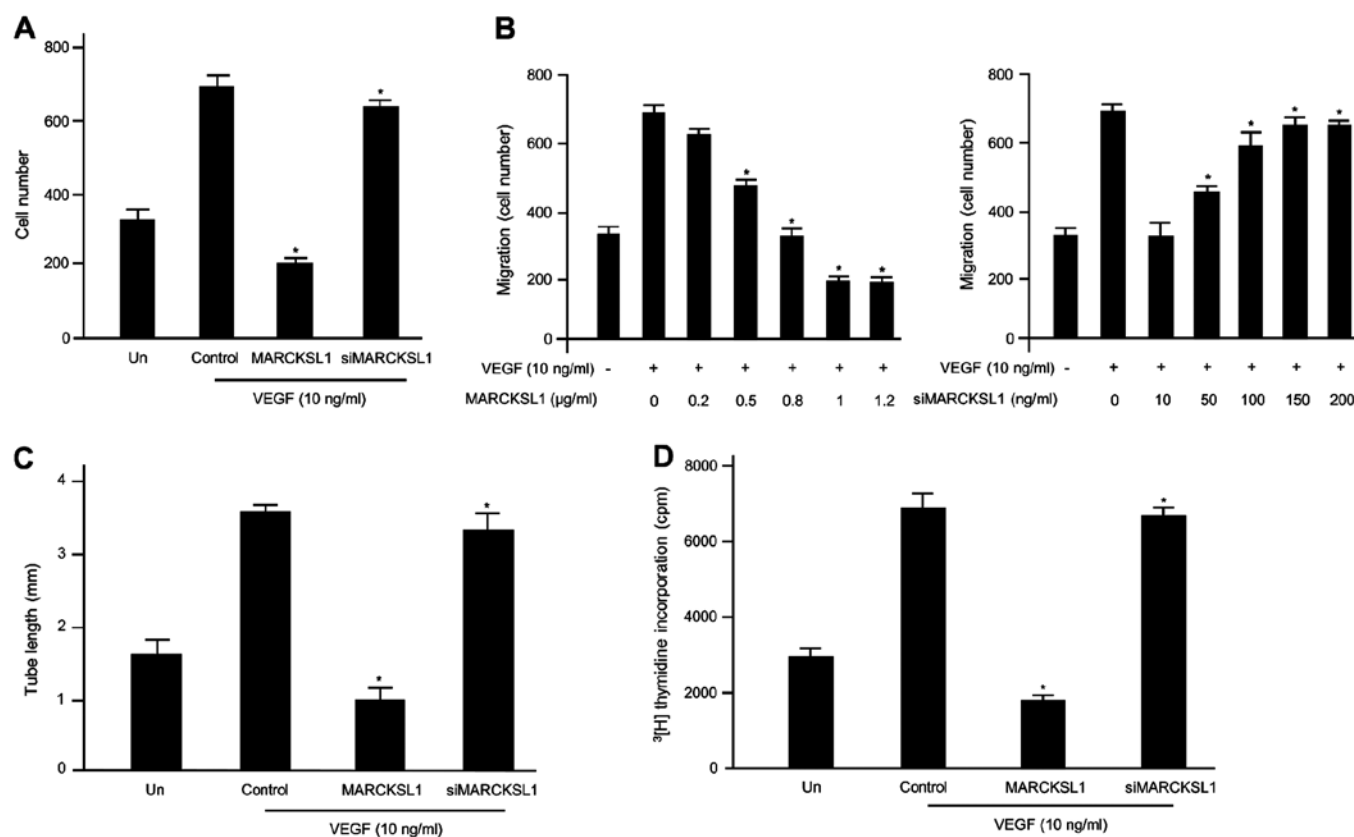 A
800
600
400
200
0
Cell number
*
*
Un Control MARCKSL1 siMARCKSL1
VEGF (10 ng/ml)
B
800
600
400
200
0
Migration (cell number)
*
*
*
*
VEGF (10 ng/ml) - + + + + + +
MARCKSL1 (μg/ml) 0 0.2 0.5 0.8 1 1.2
800
600
400
200
0
Migration (cell number)
*
*
*
*
VEGF (10 ng/ml) - + + + + + +
siMARCKSL1 (ng/ml) 0 10 50 100 150 200
C
4
3
2
1
0
Tube length (mm)
*
*
Un Control MARCKSL1 siMARCKSL1
VEGF (10 ng/ml)
D
8000
6000
4000
2000
0
³[H] thymidine incorporation (cpm)
*
*
Un Control MARCKSL1 siMARCKSL1
VEGF (10 ng/ml)